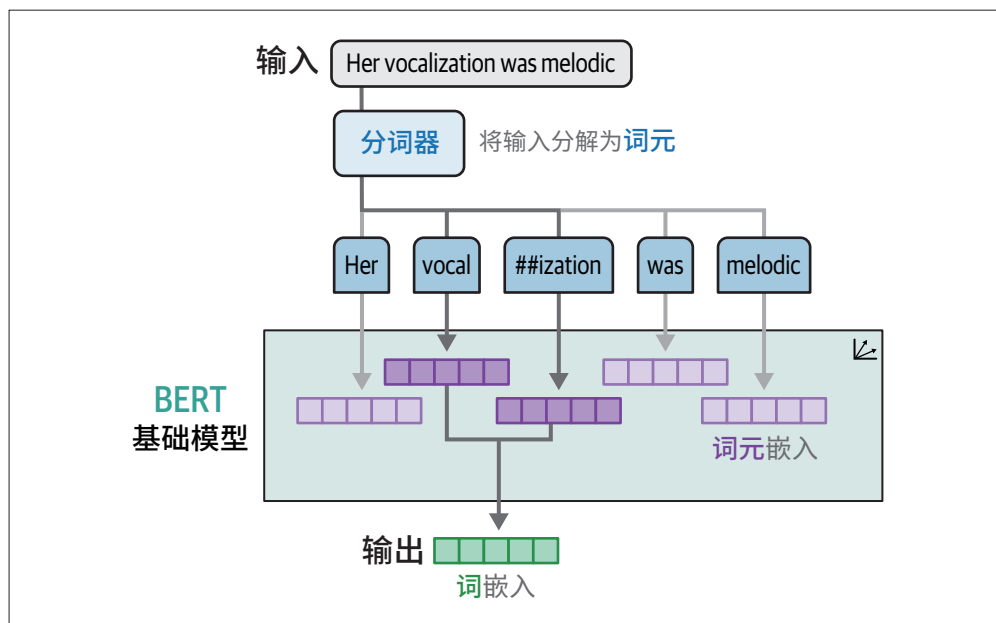 输入 Her vocalization was melodic
分词器 将输入分解为词元
Her vocal ##ization was melodic
BERT
基础模型
词元嵌入
输出
词嵌入